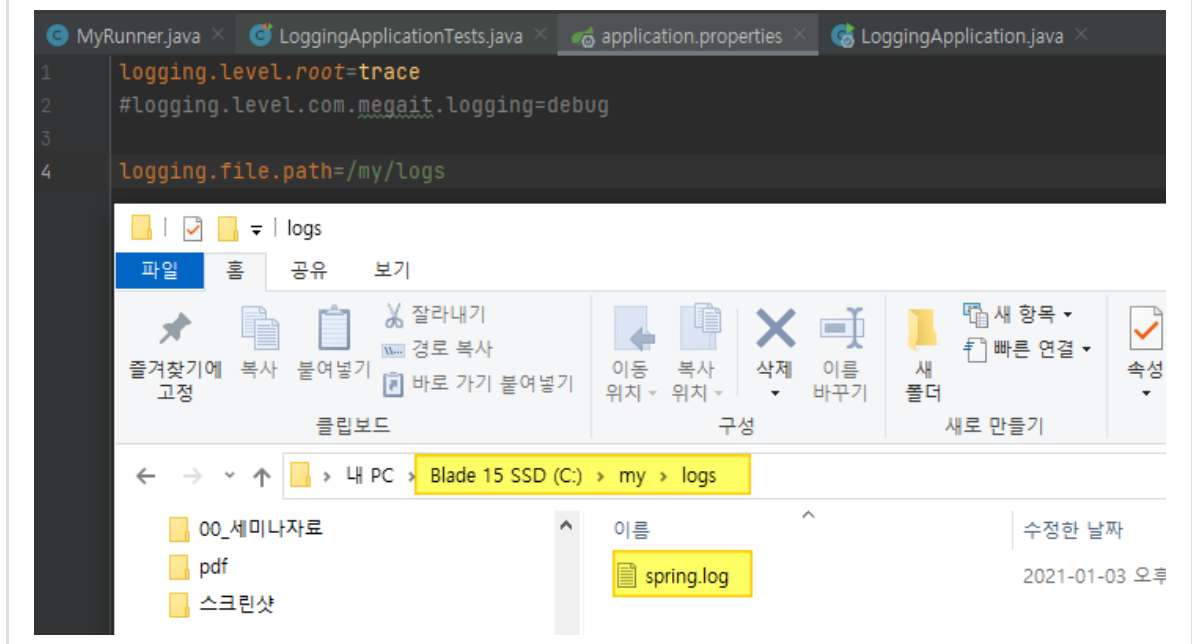 MyRunner.java LoggingApplicationTests.java application.properties LoggingApplication.java
1 logging.level.root=trace
2 #logging.level.com.megait.logging=debug
3
4 logging.file.path=/my/logs
logs
파일 홈 공유 보기
즐겨찾기에 고정
복사
붙여넣기
잘라내기
경로 복사
바로 가기 붙여넣기
클립보드
이동 위치
복사 위치
삭제
이름 바꾸기
구성
새 폴더
새 항목
빠른 연결
새로 만들기
속성
내 PC > Blade 15 SSD (C:) > my > logs
00_세미나자료
pdf
스크린샷
이름 수정한 날짜
spring.log 2021-01-03 오후